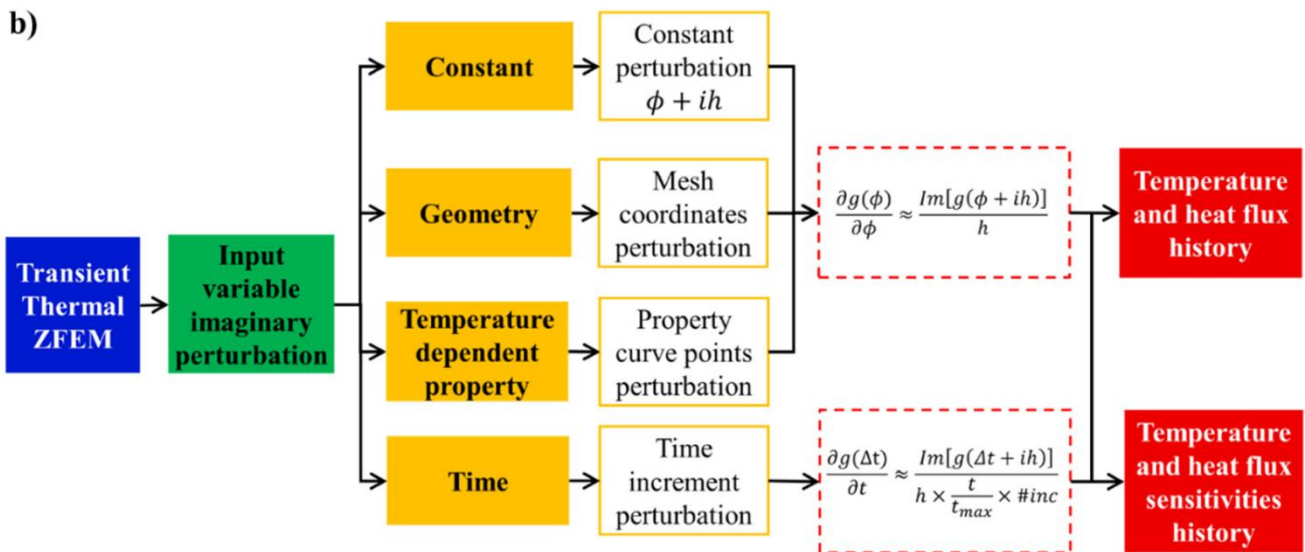 b)
Transient
Thermal
ZFEM
Input
variable
imaginary
perturbation
Constant
Constant
perturbation
ϕ + ih
Geometry
Mesh
coordinates
perturbation
Temperature
dependent
property
Property
curve points
perturbation
Time
Time
increment
perturbation
∂g(ϕ)/∂ϕ ≈ Im[g(ϕ + ih)]/h
∂g(Δt)/∂t ≈ Im[g(Δt + ih)]/(h × t/t_max × #inc)
Temperature
and heat flux
history
Temperature
and heat flux
sensitivities
history